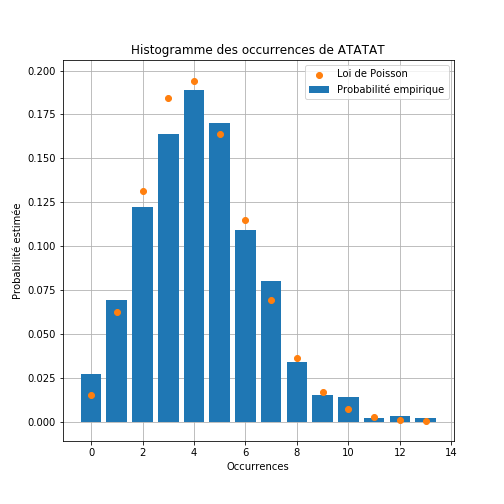 Histogramme des occurrences de ATATAT
Loi de Poisson
Probabilité empirique
Probabilité estimée
0.200
0.175
0.150
0.125
0.100
0.075
0.050
0.025
0.000
0 2 4 6 8 10 12 14
Occurrences